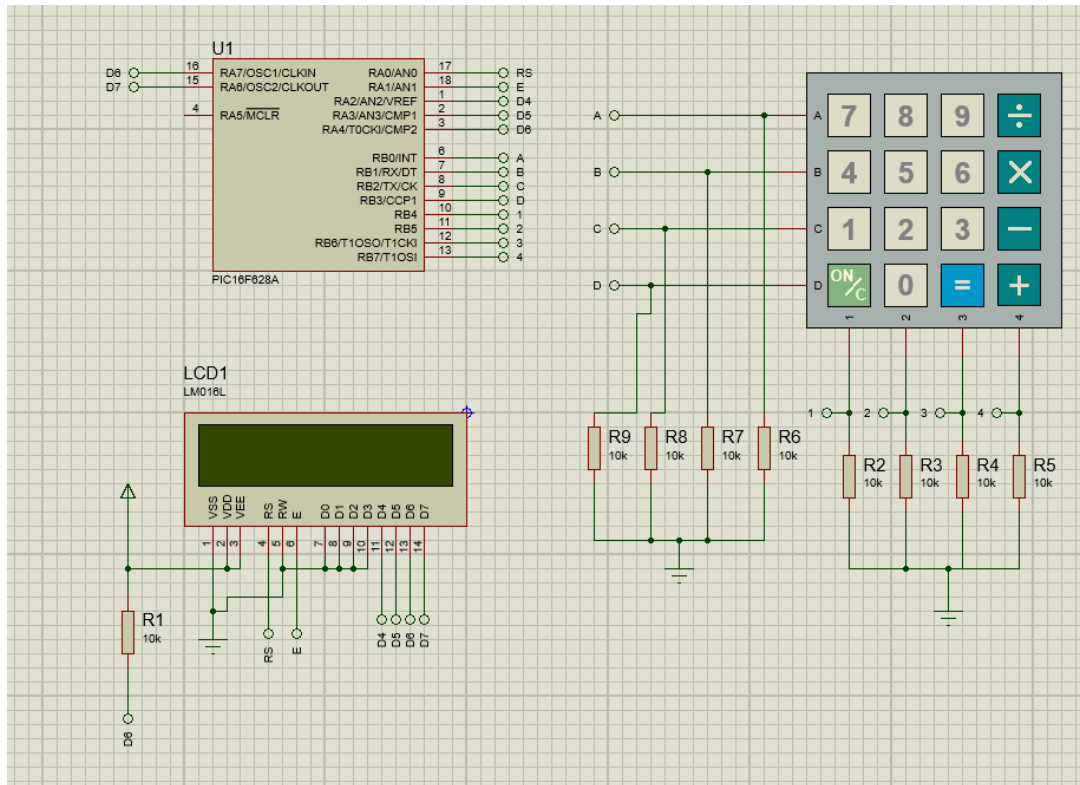 U1
D6 16 RA7/OSC1/CLKIN RA0/AN0 17 RS
D7 15 RA6/OSC2/CLKOUT RA1/AN1 18 E
RA2/AN2/VREF 1 D4
4 RA5/MCLR RA3/AN3/CMP1 2 D5
RA4/T0CKI/CMP2 3 D6
RB0/INT 6 A
RB1/RX/DT 7 B
RB2/TX/CK 8 C
RB3/CCP1 9 D
RB4 10 1
RB5 11 2
RB6/T1OSO/T1CKI 12 3
RB7/T1OSI 13 4
PIC16F628A
A A 7 8 9 ÷
B B 4 5 6 ×
C C 1 2 3 −
D D ON/C 0 = +
1 2 3 4
1 2 3 4
R9 R8 R7 R6
10k 10k 10k 10k
R2 R3 R4 R5
10k 10k 10k 10k
LCD1
LM016L
VSS VDD VEE RS RW E D0 D1 D2 D3 D4 D5 D6 D7
1 2 3 4 5 6 7 8 9 10 11 12 13 14
RS E D4 D5 D6 D7
R1
10k
D6